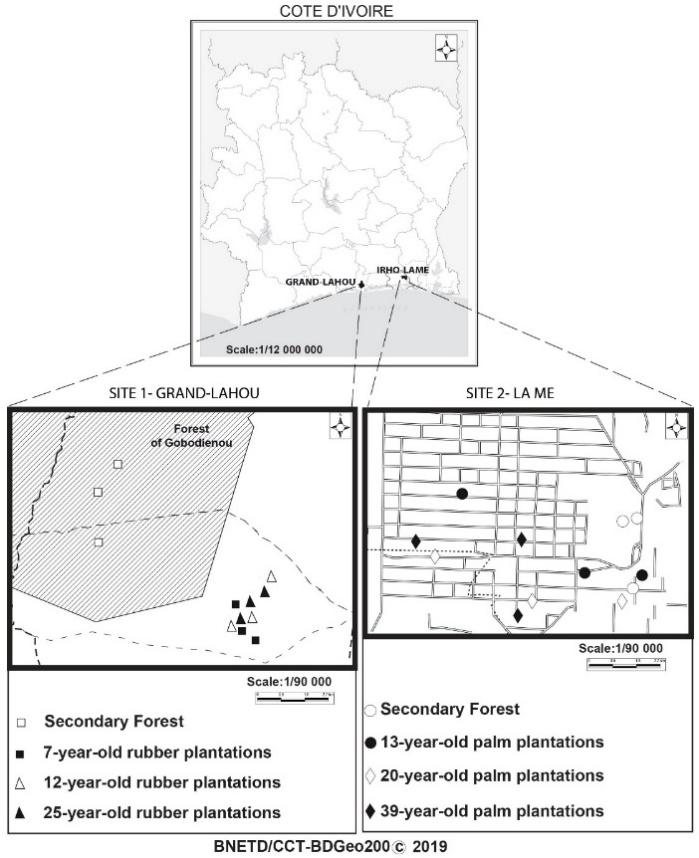 COTE D'IVOIRE
GRAND-LAHOU
IRHO-LAME
Scale:1/12 000 000
SITE 1- GRAND-LAHOU
SITE 2- LA ME
Forest
of Gobodienou
Scale:1/90 000
Scale:1/90 000
Secondary Forest
7-year-old rubber plantations
12-year-old rubber plantations
25-year-old rubber plantations
Secondary Forest
13-year-old palm plantations
20-year-old palm plantations
39-year-old palm plantations
BNETD/CCT-BDGeo200© 2019